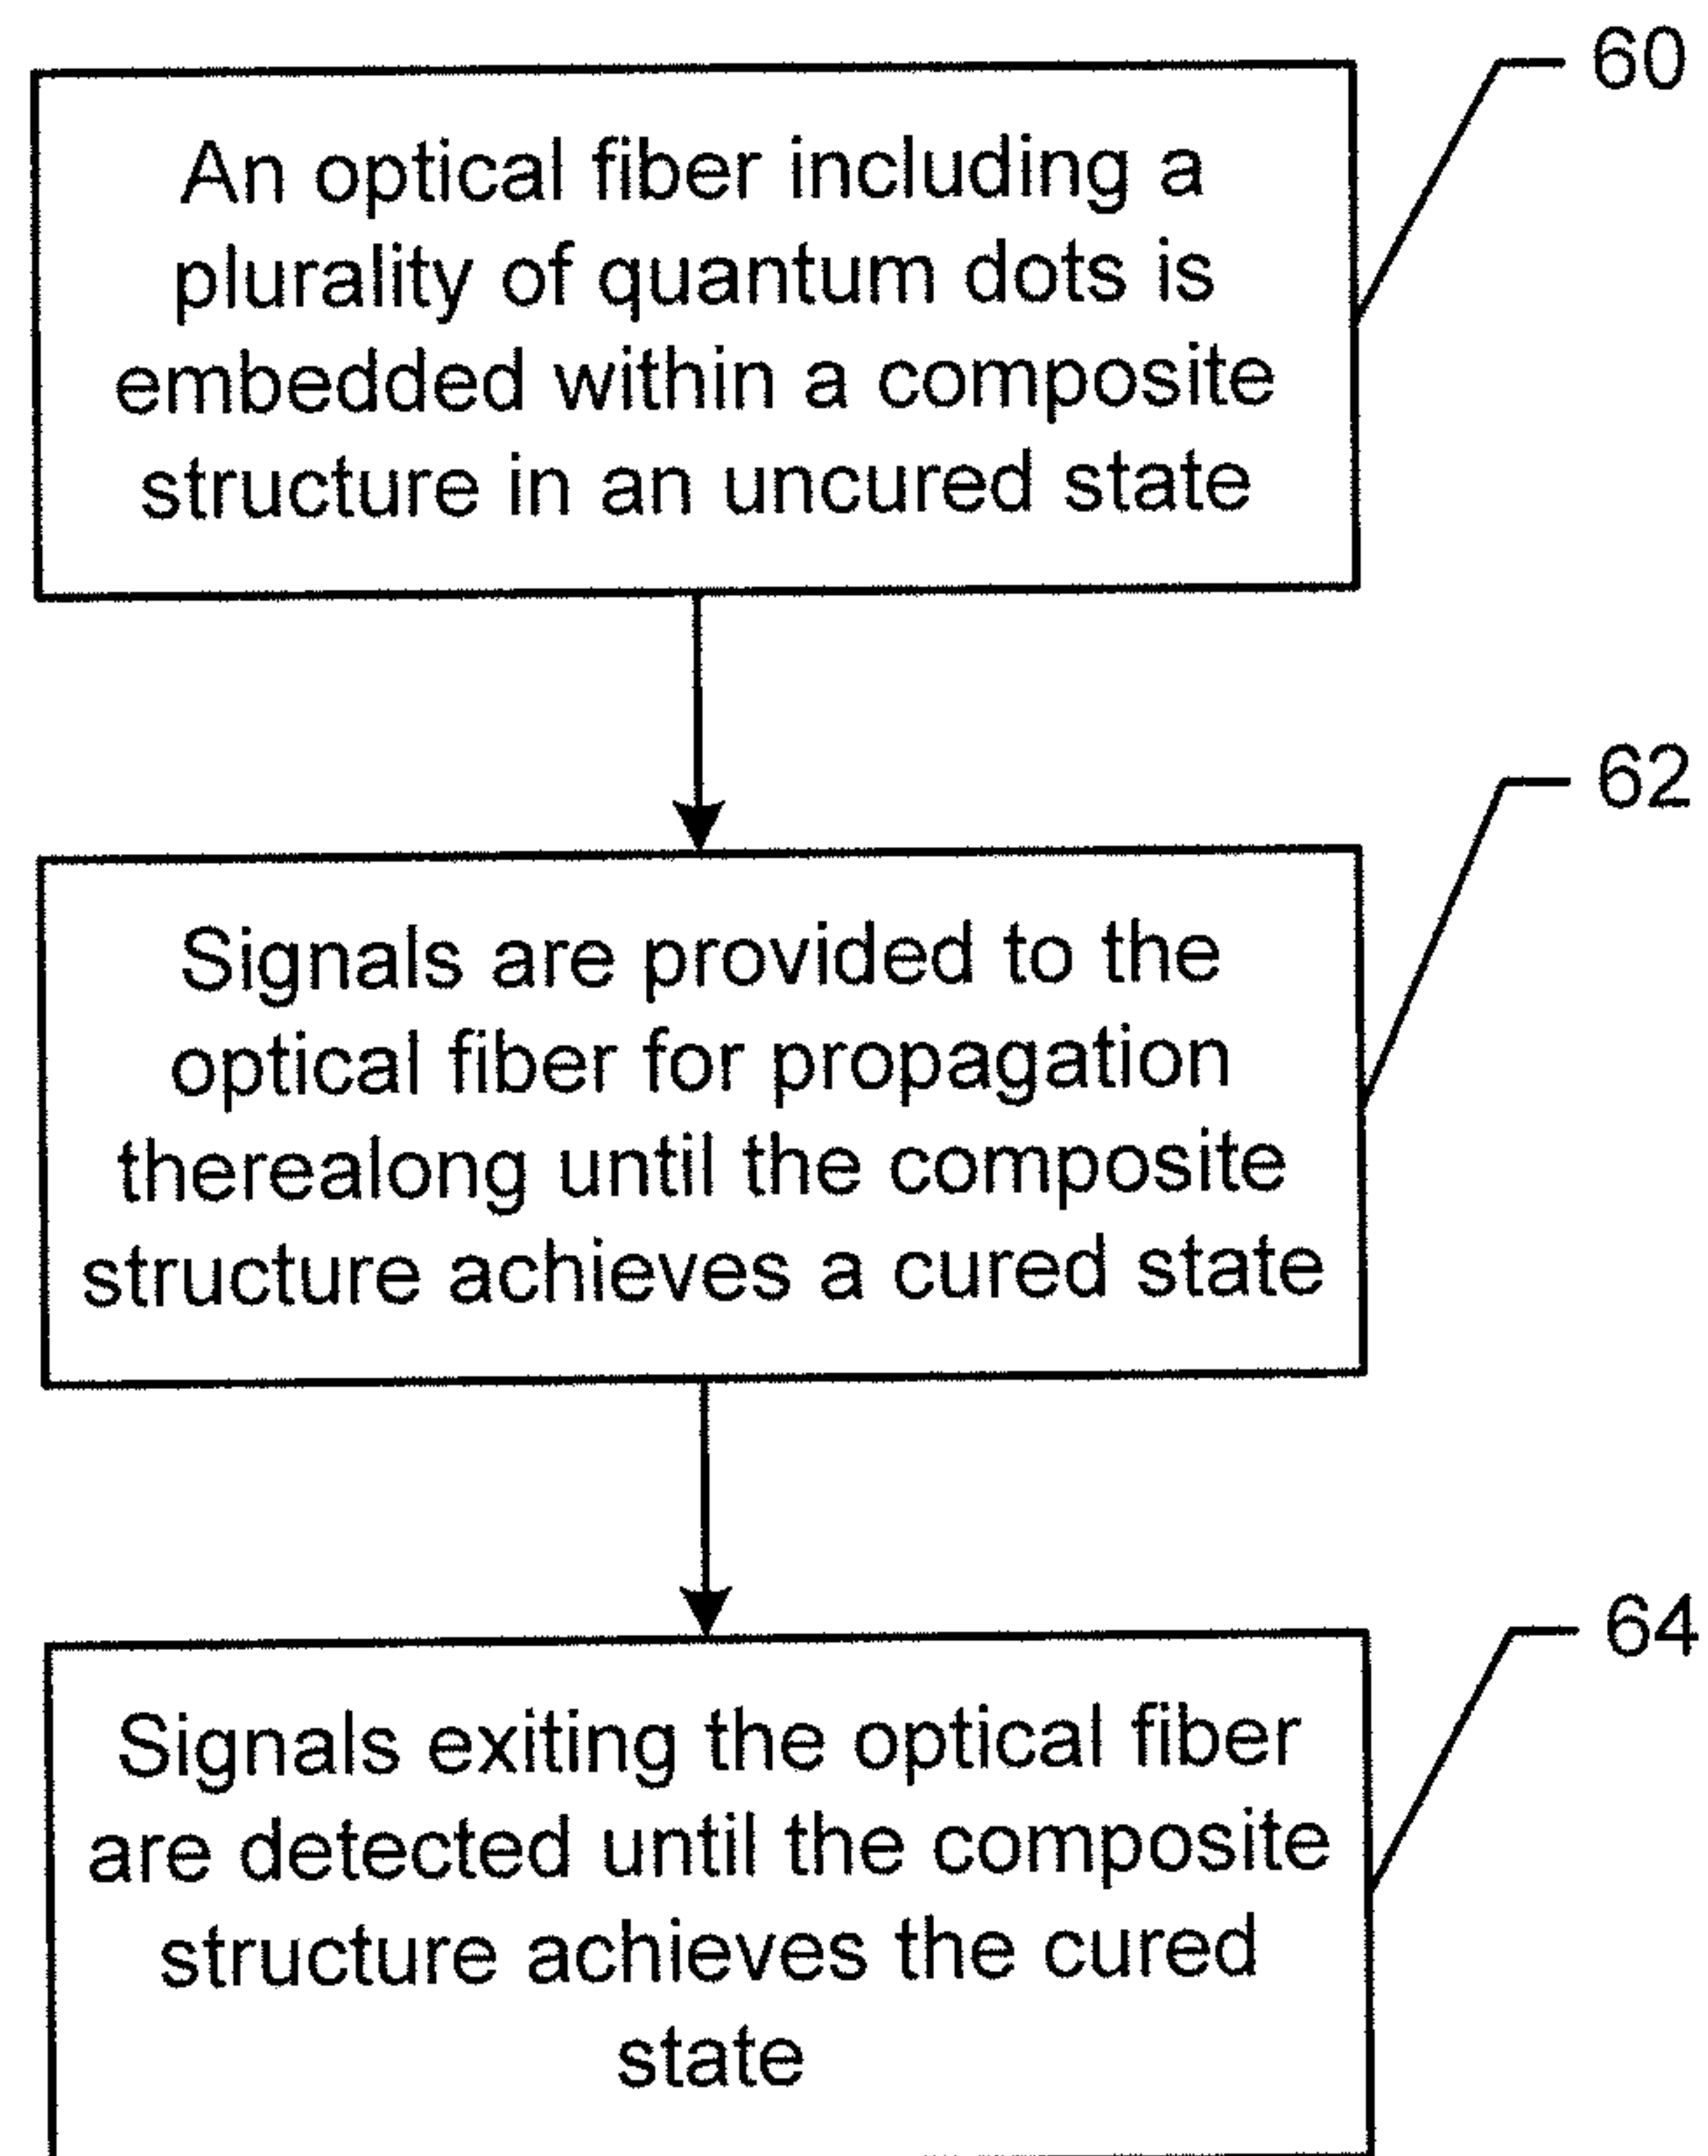 60
An optical fiber including a
plurality of quantum dots is
embedded within a composite
structure in an uncured state
62
Signals are provided to the
optical fiber for propagation
therealong until the composite
structure achieves a cured state
64
Signals exiting the optical fiber
are detected until the composite
structure achieves the cured
state